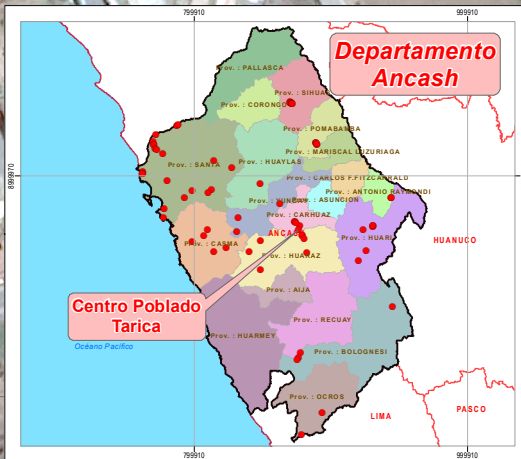 799910
999910
Departamento
Ancash
Prov. : PALLASCA
Prov. : SIHUAS
Prov. : CORONGO
Prov. : POMABAMBA
Prov. : MARISCAL LUZURIAGA
Prov. : SANTA
Prov. : HUAYLAS
899970
899970
Prov. : CARLOS F.FITZCARRALD
Prov. : ANTONIO RAYMONDI
Prov. : YUNGAY
Prov. : ASUNCION
Prov. : CARHUAZ
ANCASH
Prov. : HUARI
HUANUCO
Prov. : CASMA
Prov. : HUARAZ
Prov. : AIJA
Centro Poblado
Tarica
Prov. : RECUAY
Prov. : HUARMEY
Océano Pacífico
Prov. : BOLOGNESI
Prov. : OCROS
LIMA
PASCO
799910
999910